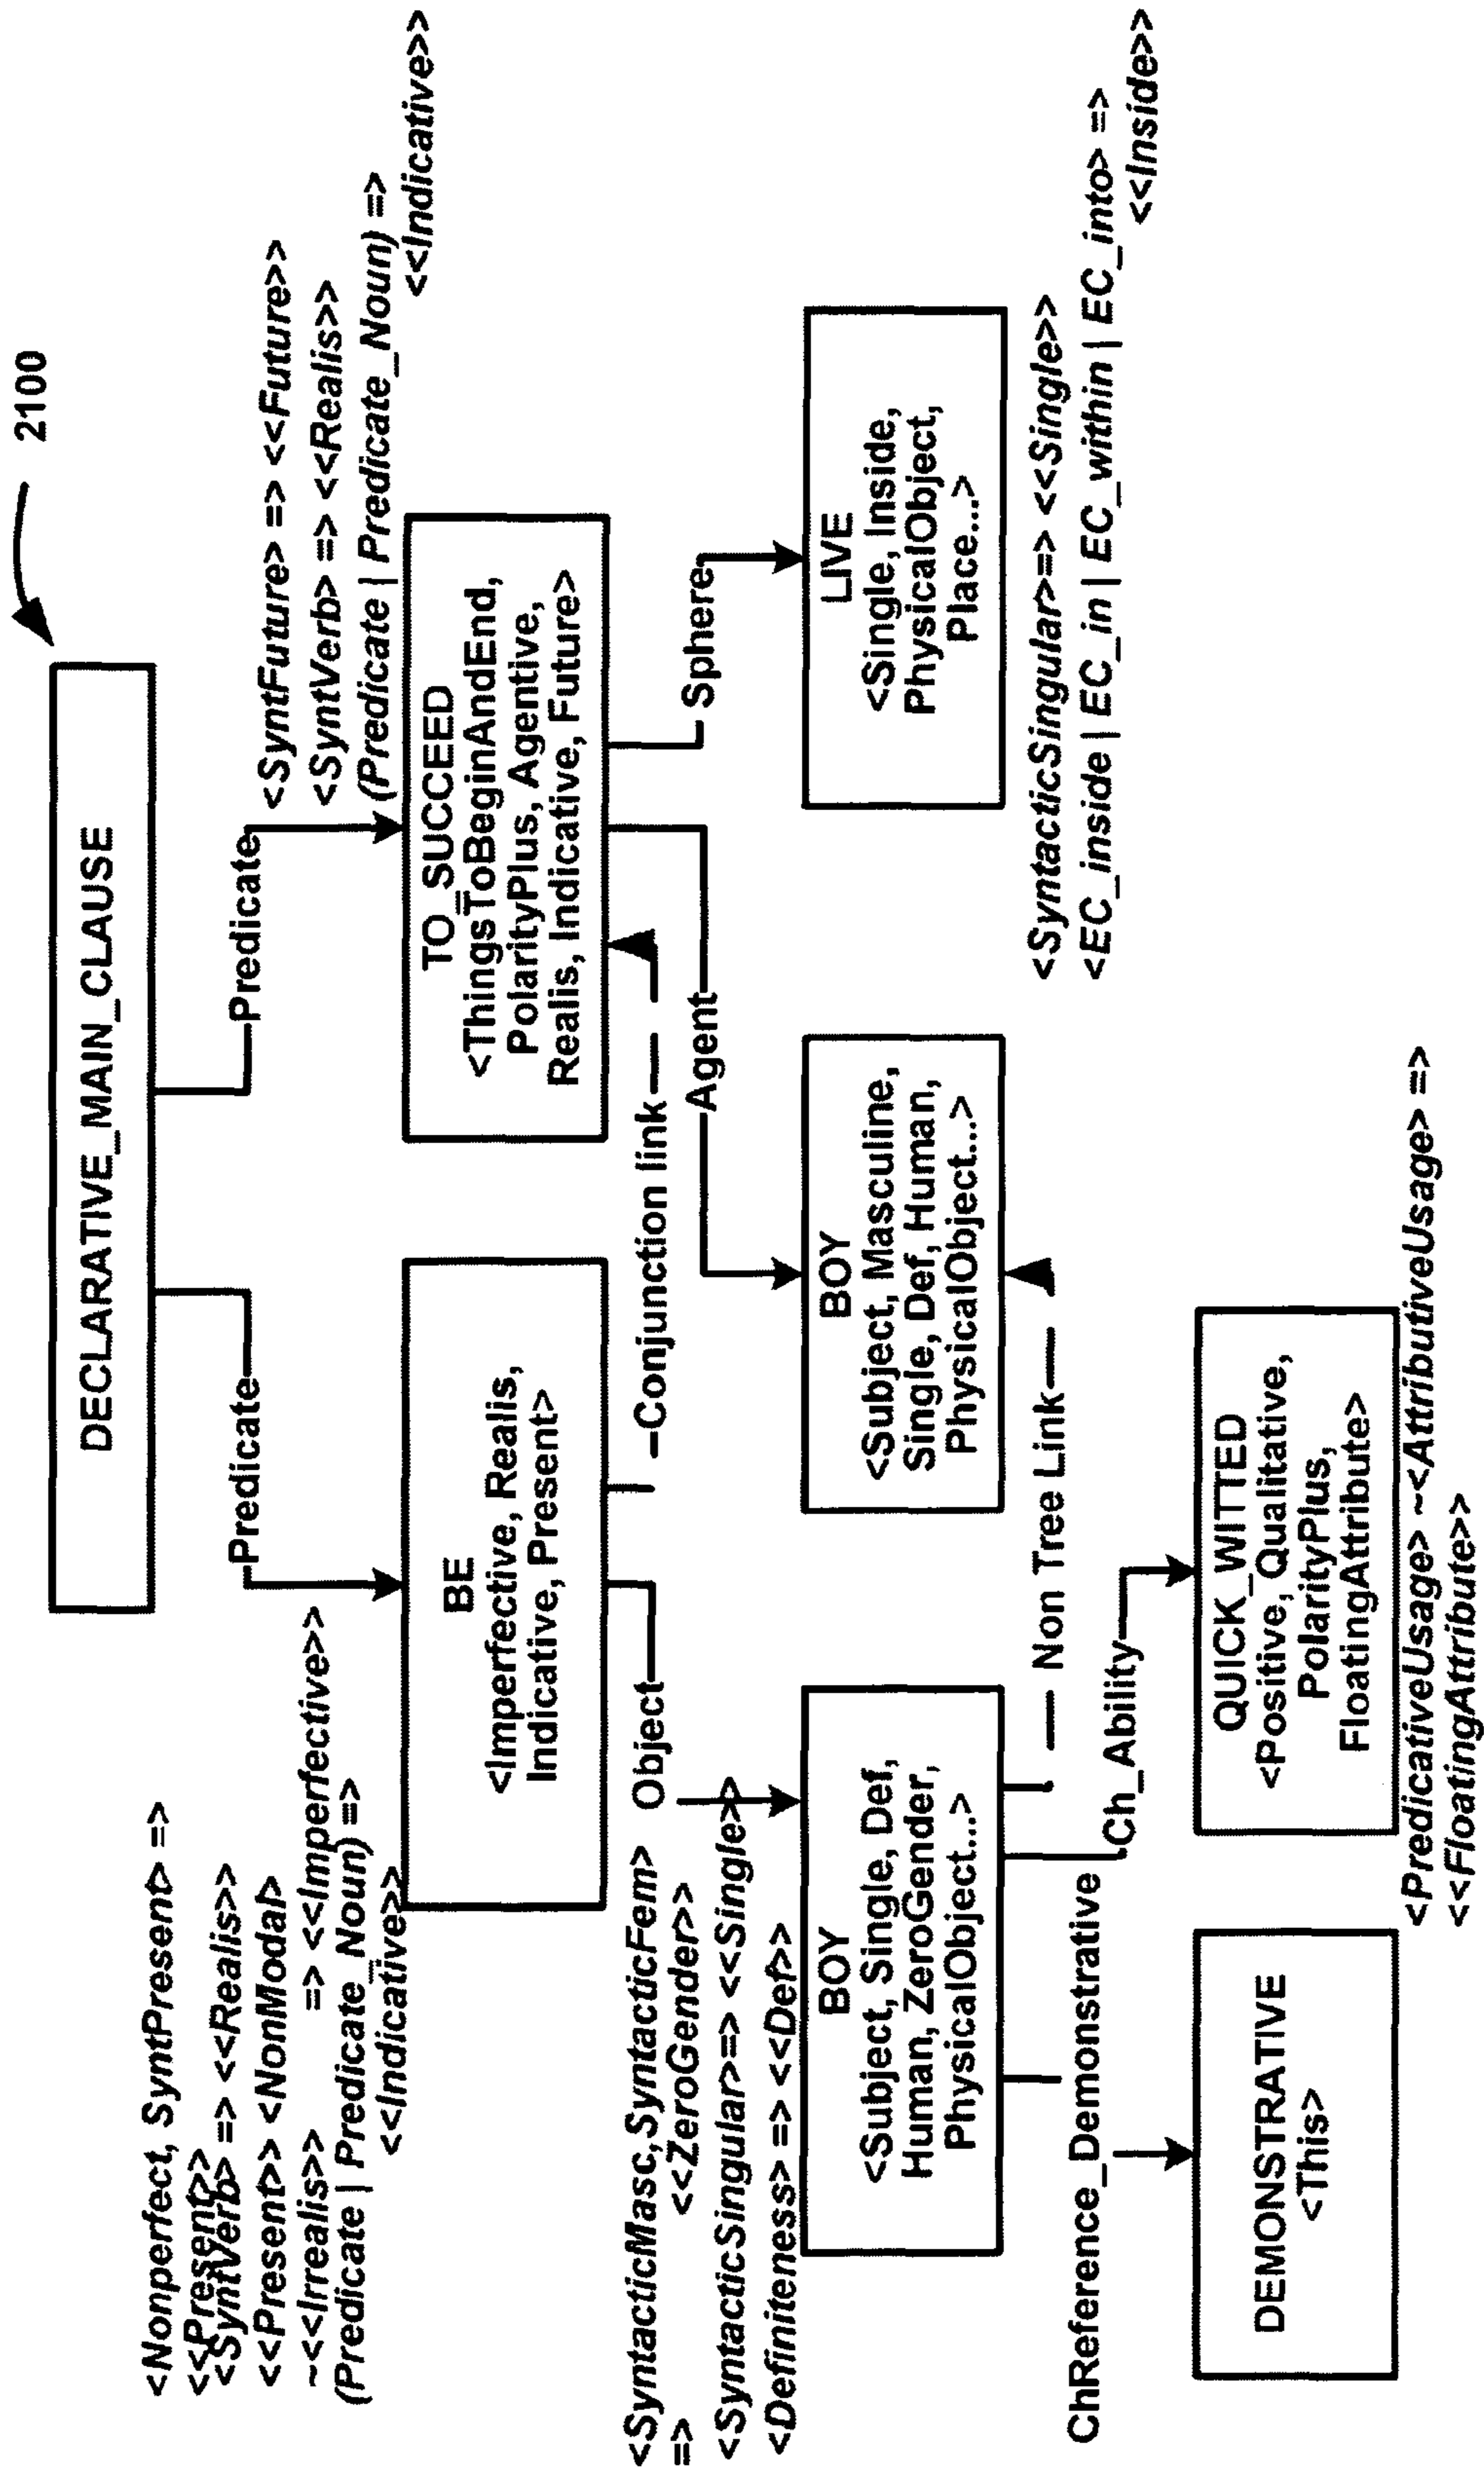 2100
DECLARATIVE_MAIN_CLAUSE
<Nonperfect, SyntPresent> =>
<<Present>>
<SyntVerb> => <<Realis>>
<<Present>> <NonModal>
~<<Irrealis>> => <<Imperfective>>
(Predicate | Predicate_Noun) =>
<<Indicative>>
Predicate
Predicate
<SyntFuture> => <<Future>>
<SyntVerb> => <<Realis>>
(Predicate | Predicate_Noun) =>
<<Indicative>>
BE
<Imperfective, Realis,
Indicative, Present>
TO_SUCCEED
<ThingsToBeginAndEnd,
PolarityPlus, Agentive,
Realis, Indicative, Future>
Object
Conjunction link
Agent
Sphere
<SyntacticMasc,SyntacticFem>
=> <<ZeroGender>>
<SyntacticSingular>=> <<Single>>
<Definiteness> => <<Def>>
BOY
<Subject, Single, Def,
Human, ZeroGender,
PhysicalObject...>
BOY
<Subject, Masculine,
Single, Def, Human,
PhysicalObject...>
LIVE
<Single, Inside,
PhysicalObject,
Place...>
<SyntacticSingular>=> <<Single>>
<EC_inside | EC_in | EC_within | EC_into> =>
<<Inside>>
Non Tree Link
ChReference_Demonstrative
Ch_Ability
DEMONSTRATIVE
<This>
QUICK_WITTED
<Positive, Qualitative,
PolarityPlus,
FloatingAttribute>
<PredicativeUsage> ~<AttributiveUsage> =>
<<FloatingAttribute>>